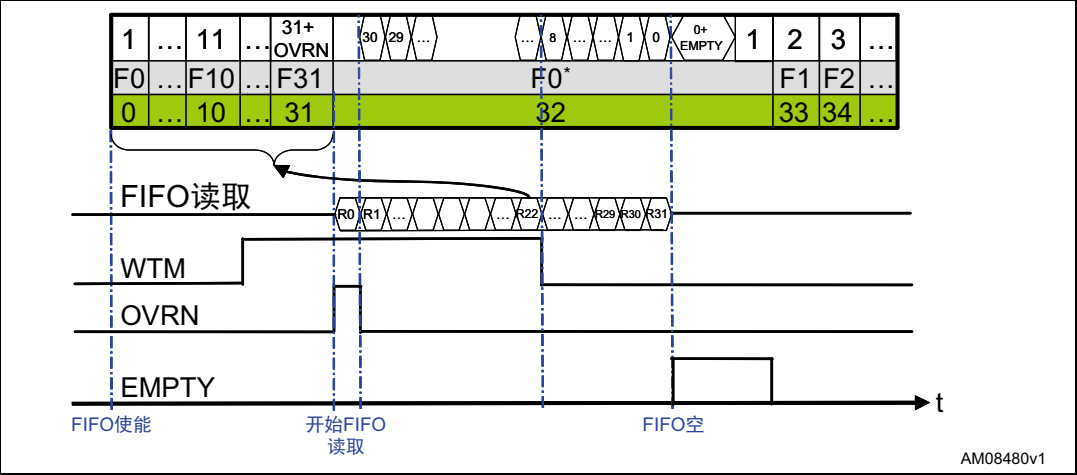 1 … 11 … 31+ OVRN 30 29 … … 8 … … 1 0 0+ EMPTY 1 2 3 …
F0 … F10 … F31 F0* F1 F2 …
0 … 10 … 31 32 33 34 …
FIFO读取 R0 R1 … … R22 … … R29 R30 R31
WTM
OVRN
EMPTY
t
FIFO使能 开始FIFO FIFO空
读取
AM08480v1